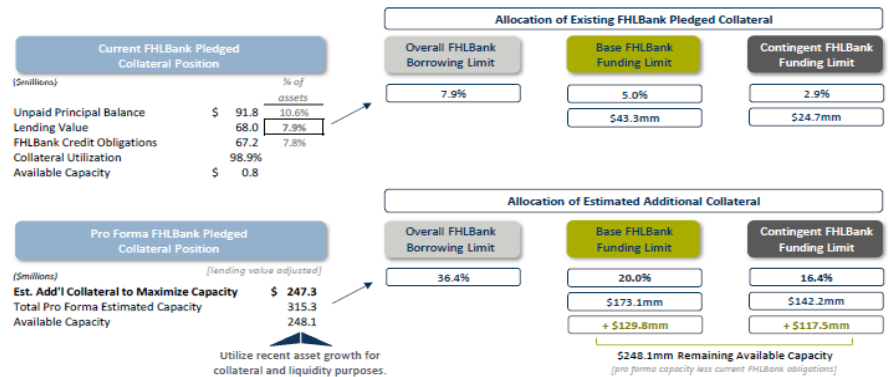 Allocation of Existing FHLBank Pledged Collateral
Current FHLBank Pledged
Collateral Position
Overall FHLBank
Borrowing Limit
Base FHLBank
Funding Limit
Contingent FHLBank
Funding Limit
($millions)
% of
assets
7.9%
5.0%
2.9%
Unpaid Principal Balance $ 91.8 10.6%
$43.3mm
$24.7mm
Lending Value 68.0 7.9%
FHLBank Credit Obligations 67.2 7.8%
Collateral Utilization 98.9%
Available Capacity $ 0.8
Allocation of Estimated Additional Collateral
Pro Forma FHLBank Pledged
Collateral Position
Overall FHLBank
Borrowing Limit
Base FHLBank
Funding Limit
Contingent FHLBank
Funding Limit
($millions)
[lending value adjusted]
36.4%
20.0%
16.4%
Est. Add'l Collateral to Maximize Capacity $ 247.3
Total Pro Forma Estimated Capacity 315.3
Available Capacity 248.1
$173.1mm
$142.2mm
+ $129.8mm
+ $117.5mm
Utilize recent asset growth for
collateral and liquidity purposes.
$248.1mm Remaining Available Capacity
[pro forma capacity less current FHLBank obligations]